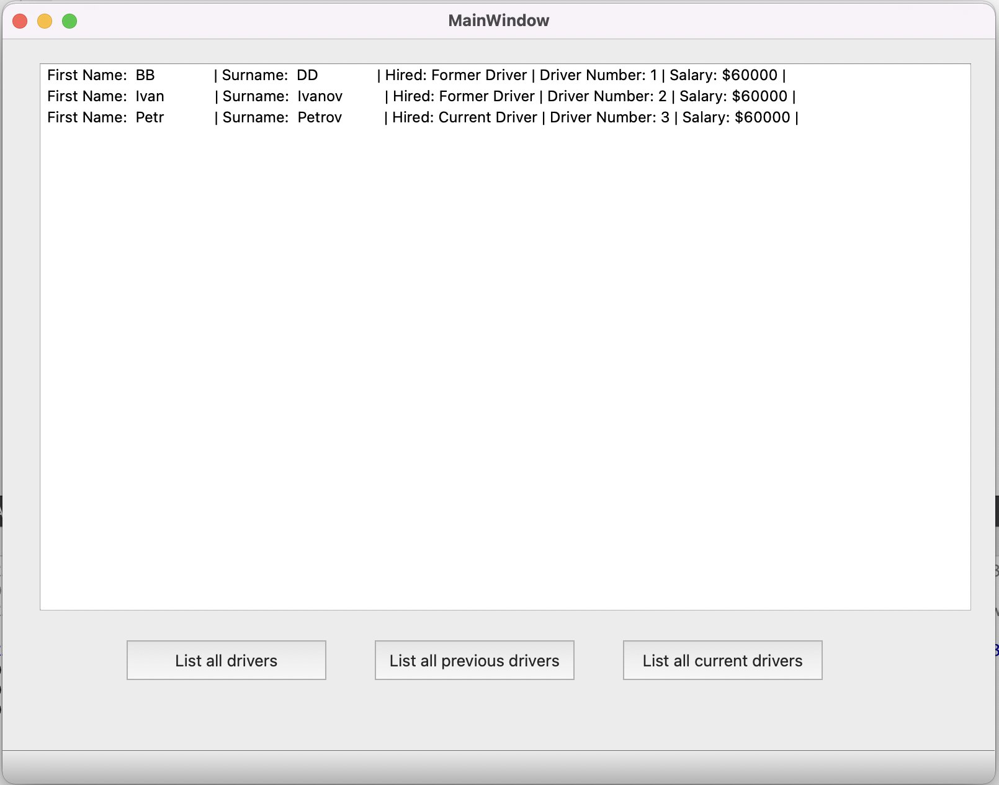 MainWindow
First Name: BB | Surname: DD | Hired: Former Driver | Driver Number: 1 | Salary: $60000 |
First Name: Ivan | Surname: Ivanov | Hired: Former Driver | Driver Number: 2 | Salary: $60000 |
First Name: Petr | Surname: Petrov | Hired: Current Driver | Driver Number: 3 | Salary: $60000 |
List all drivers
List all previous drivers
List all current drivers